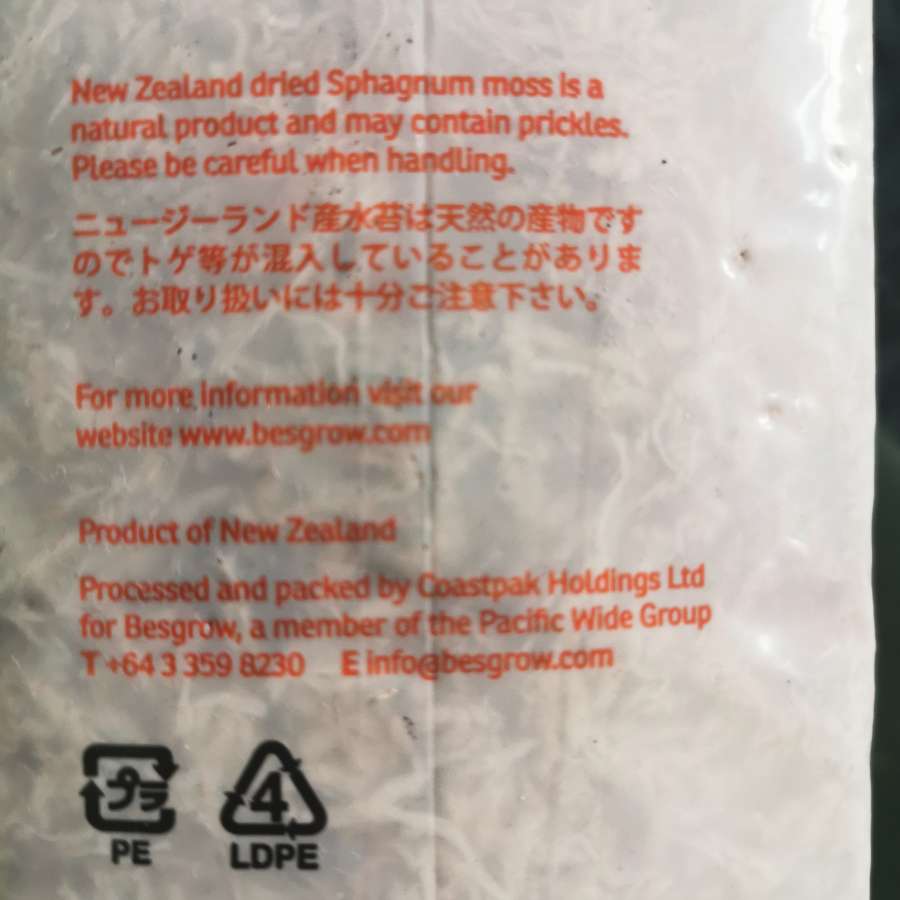 New Zealand dried Sphagnum moss is a
natural product and may contain prickles.
Please be careful when handling.
ニュージーランド産水苔は天然の産物です
のでトゲ等が混入していることがありま
す。お取り扱いには十分ご注意下さい。
For more information visit our
website www.besgrow.com
Product of New Zealand
Processed and packed by Coastpak Holdings Ltd
for Besgrow, a member of the Pacific Wide Group
T +64 3 359 8230 E info@besgrow.com
プラ 4
PE LDPE